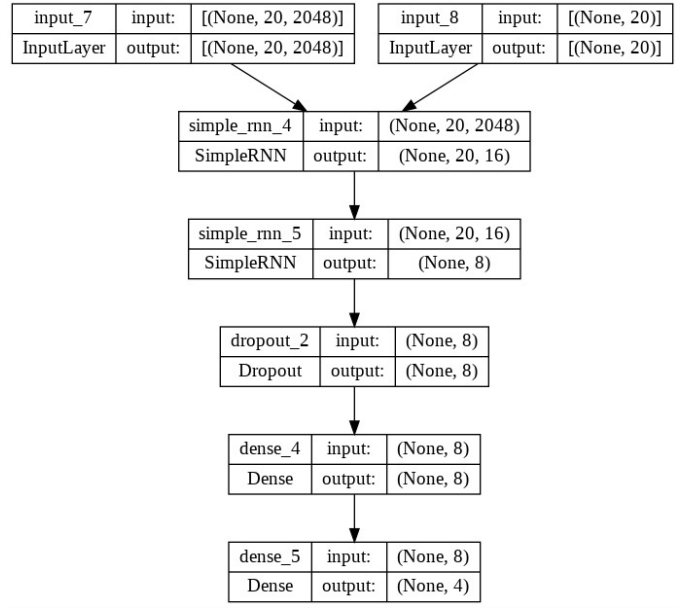 input_7 input: [(None, 20, 2048)]
InputLayer output: [(None, 20, 2048)]
input_8 input: [(None, 20)]
InputLayer output: [(None, 20)]
simple_rnn_4 input: (None, 20, 2048)
SimpleRNN output: (None, 20, 16)
simple_rnn_5 input: (None, 20, 16)
SimpleRNN output: (None, 8)
dropout_2 input: (None, 8)
Dropout output: (None, 8)
dense_4 input: (None, 8)
Dense output: (None, 8)
dense_5 input: (None, 8)
Dense output: (None, 4)